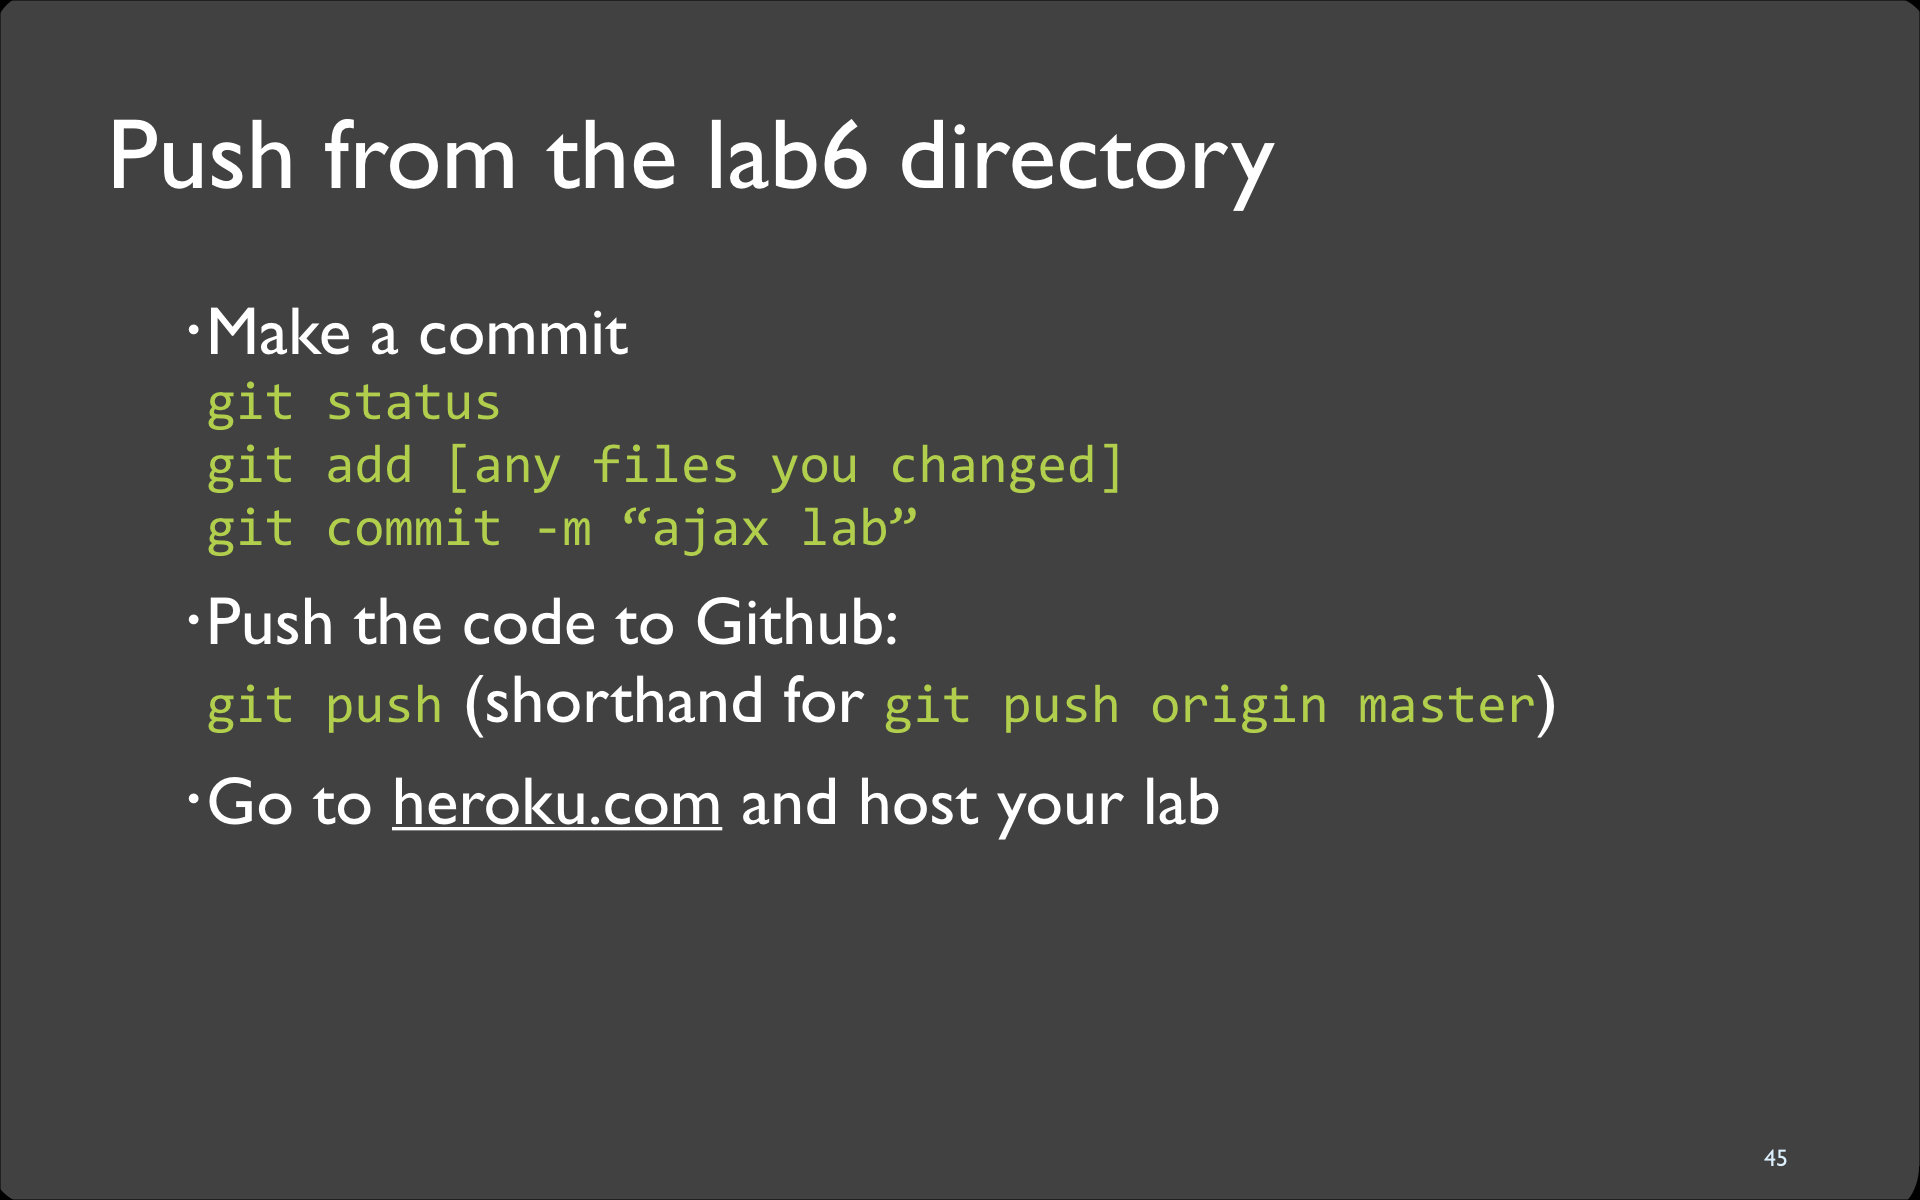 Push from the lab6 directory
•Make a commit
git status
git add [any files you changed]
git commit -m “ajax lab”
•Push the code to Github:
git push (shorthand for git push origin master)
•Go to heroku.com and host your lab
45